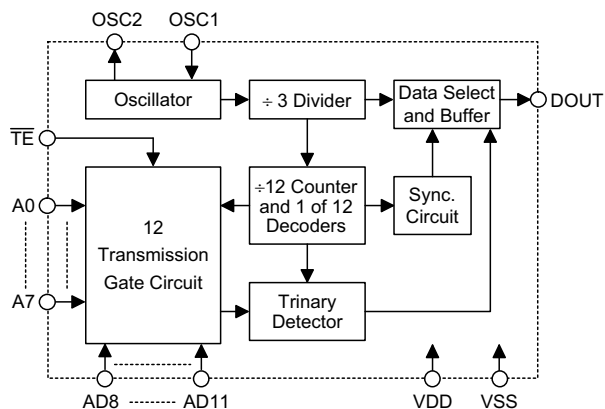 OSC2 OSC1
Oscillator
÷ 3 Divider
Data Select
and Buffer
DOUT
T̅E̅
A0
A7
12
Transmission
Gate Circuit
÷12 Counter
and 1 of 12
Decoders
Sync.
Circuit
Trinary
Detector
AD8 AD11 VDD VSS